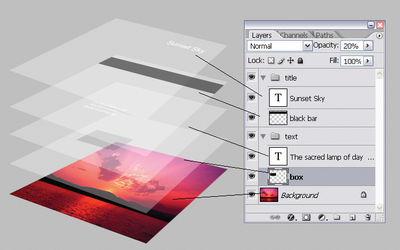 Sunset Sky
Layers
Channels
Paths
Normal
Opacity: 20%
Lock:
Fill: 100%
title
T Sunset Sky
black bar
text
T The sacred lamp of day ...
box
Background